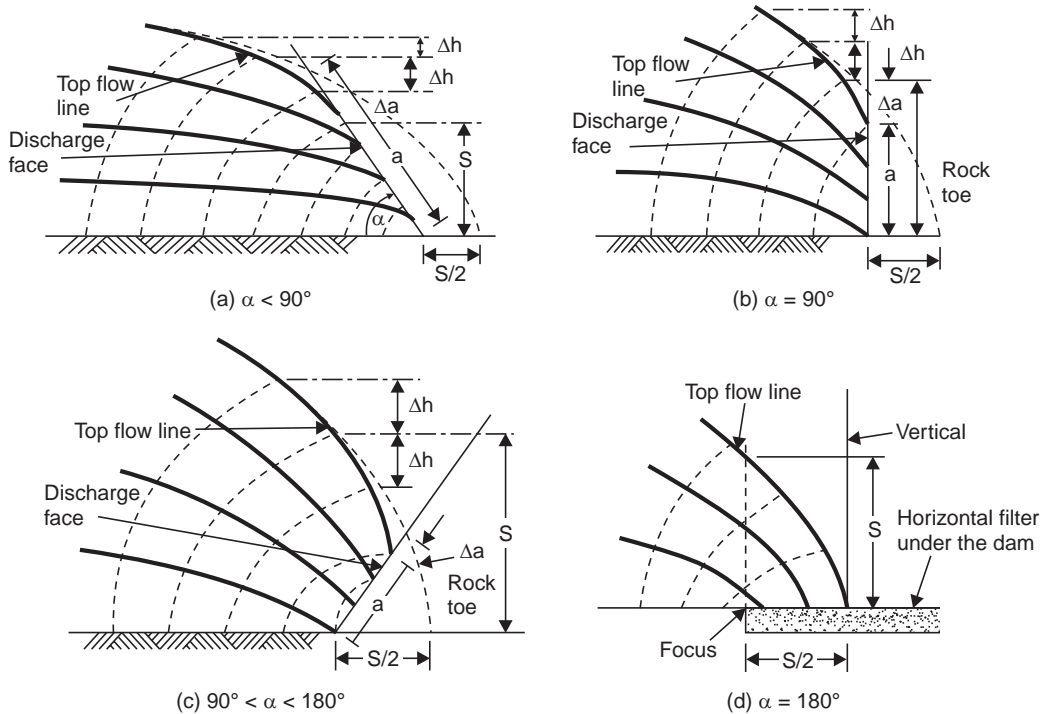 Δh
Δh
Top flow
line
Δa
Discharge
face
S
a
α
S/2
(a) α < 90°
Δh
Top flow
line
Δh
Δa
Discharge
face
a
Rock
toe
S/2
(b) α = 90°
Δh
Top flow line
Δh
Discharge
face
S
Δa
a
Rock
toe
S/2
(c) 90° < α < 180°
Top flow line
Vertical
S
Horizontal filter
under the dam
Focus
S/2
(d) α = 180°